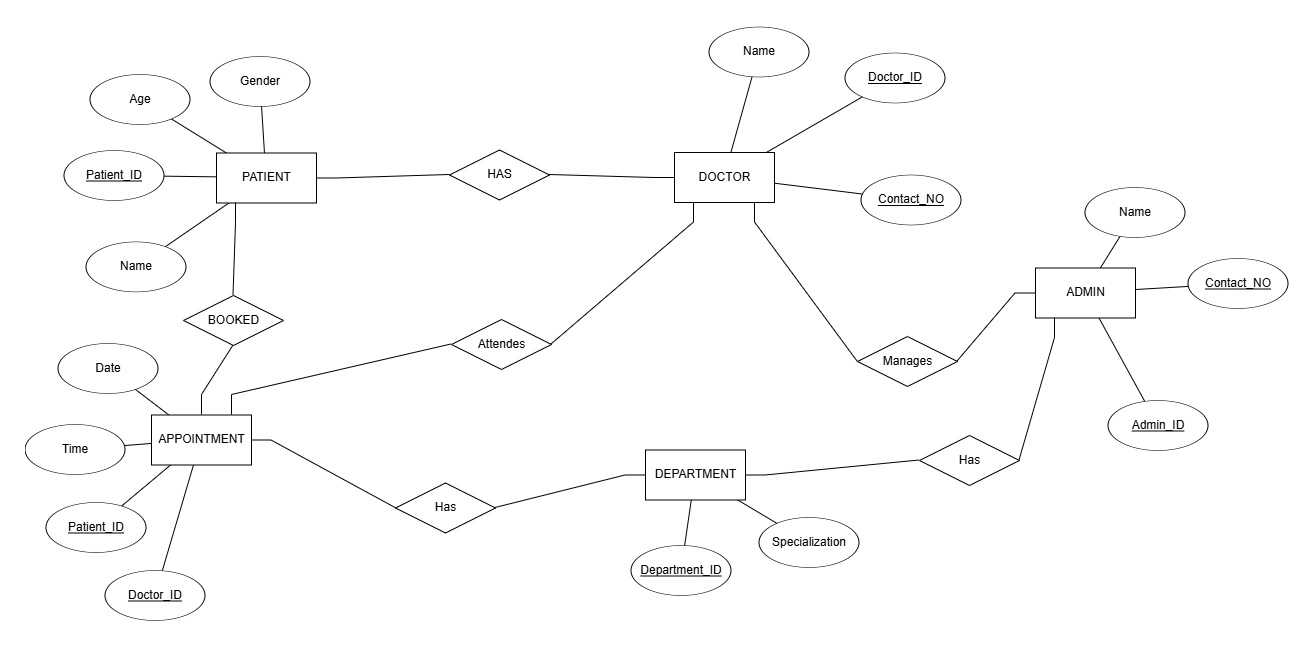 Name
Doctor_ID
Gender
Age
Patient_ID
PATIENT
HAS
DOCTOR
Contact_NO
Name
Name
Contact_NO
ADMIN
BOOKED
Attendes
Manages
Date
Admin_ID
APPOINTMENT
Time
Has
DEPARTMENT
Has
Patient_ID
Specialization
Department_ID
Doctor_ID